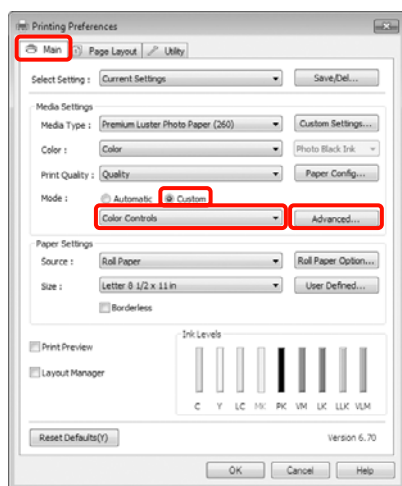 Printing Preferences
Main Page Layout Utility
Select Setting : Current Settings Save/Del...
Media Settings
Media Type : Premium Luster Photo Paper (260) Custom Settings...
Color : Color Photo Black Ink
Print Quality : Quality Paper Config...
Mode : Automatic Custom
Color Controls Advanced...
Paper Settings
Source : Roll Paper Roll Paper Option...
Size : Letter 8 1/2 x 11 in User Defined...
Borderless
Ink Levels
Print Preview
Layout Manager
C Y LC MK PK VM LK LLK VLM
Reset Defaults(Y) Version 6.70
OK Cancel Help